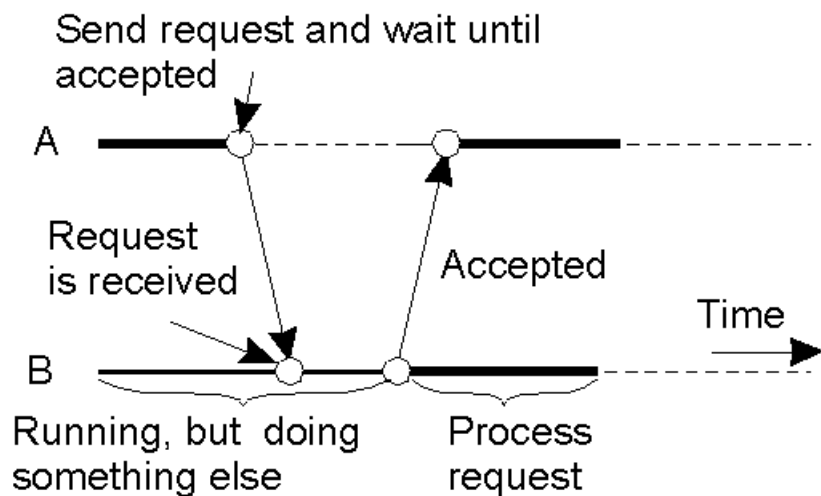 Send request and wait until
accepted
A
Request
is received
Accepted
Time
B
Running, but doing
something else
Process
request